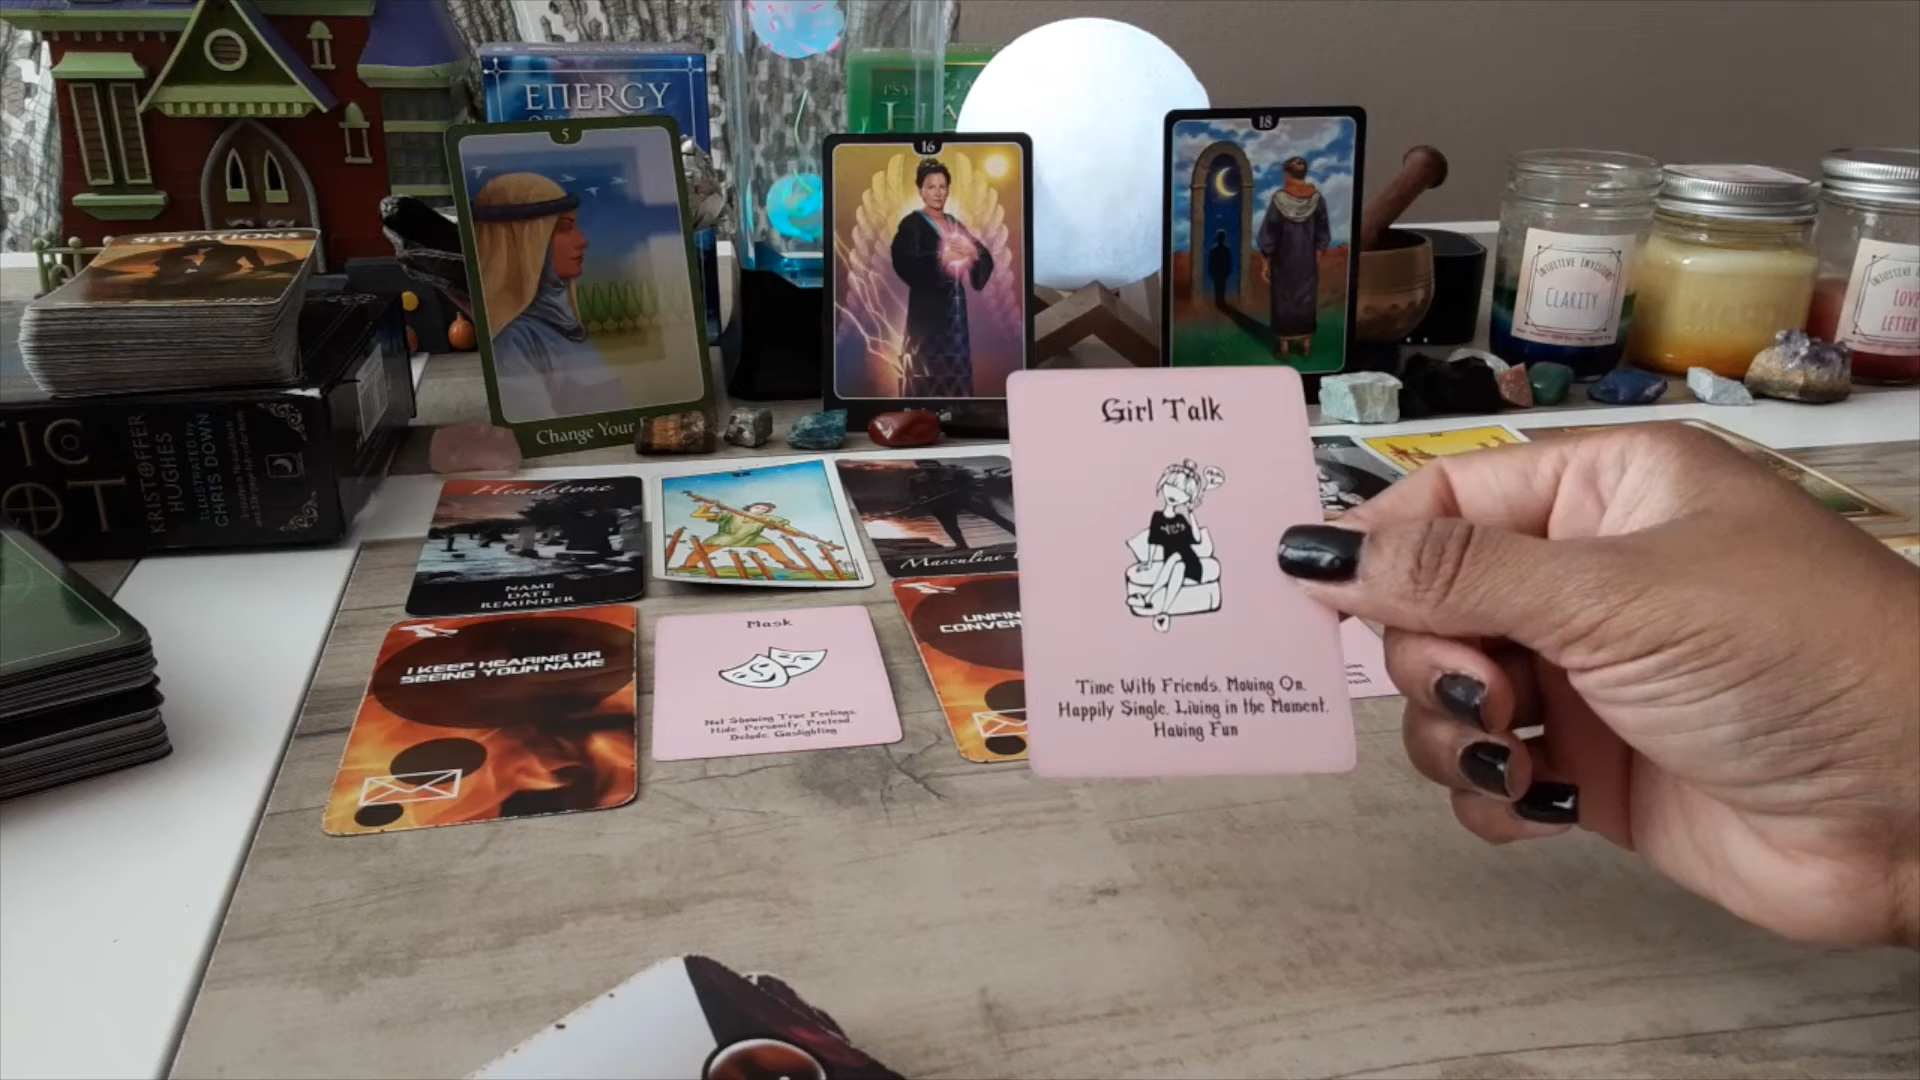 SITUATIONS
ENERGY
5
Change Your
16
18
INTUITIVE
CLARITY
INTUITIVE
LOVE
LETTER
KRISTOFFER
HUGHES
ILLUSTRATED BY
CHRIS DOWN
Headstone
NAME
DATE
REMINDER
Masculine
I KEEP HEARING OR
SEEING YOUR NAME
Mask
Not Showing True Feelings,
Hide, Personify, Pretend,
Delude, Gaslighting
Girl Talk
Time With Friends, Moving On,
Happily Single, Living in the Moment,
Having Fun